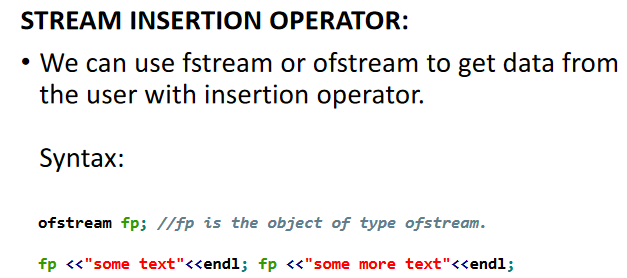 STREAM INSERTION OPERATOR:
• We can use fstream or ofstream to get data from
the user with insertion operator.
Syntax:
ofstream fp; //fp is the object of type ofstream.
fp <<"some text"<<endl; fp <<"some more text"<<endl;